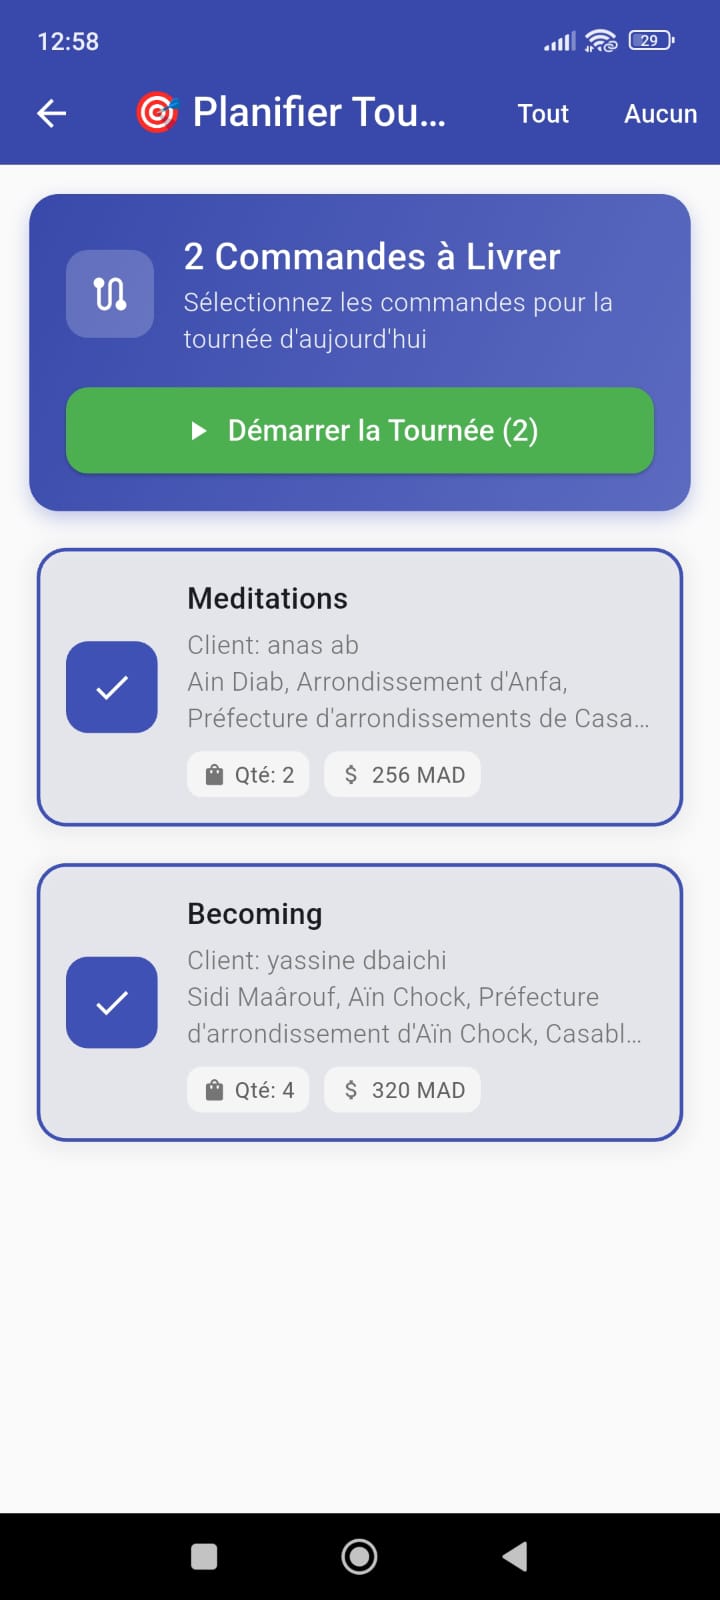 12:58
29
Planifier Tou...
Tout
Aucun
2 Commandes à Livrer
Sélectionnez les commandes pour la
tournée d'aujourd'hui
Démarrer la Tournée (2)
Meditations
Client: anas ab
Ain Diab, Arrondissement d'Anfa,
Préfecture d'arrondissements de Casa...
Qté: 2
$ 256 MAD
Becoming
Client: yassine dbaichi
Sidi Maârouf, Aïn Chock, Préfecture
d'arrondissement d'Aïn Chock, Casabl...
Qté: 4
$ 320 MAD